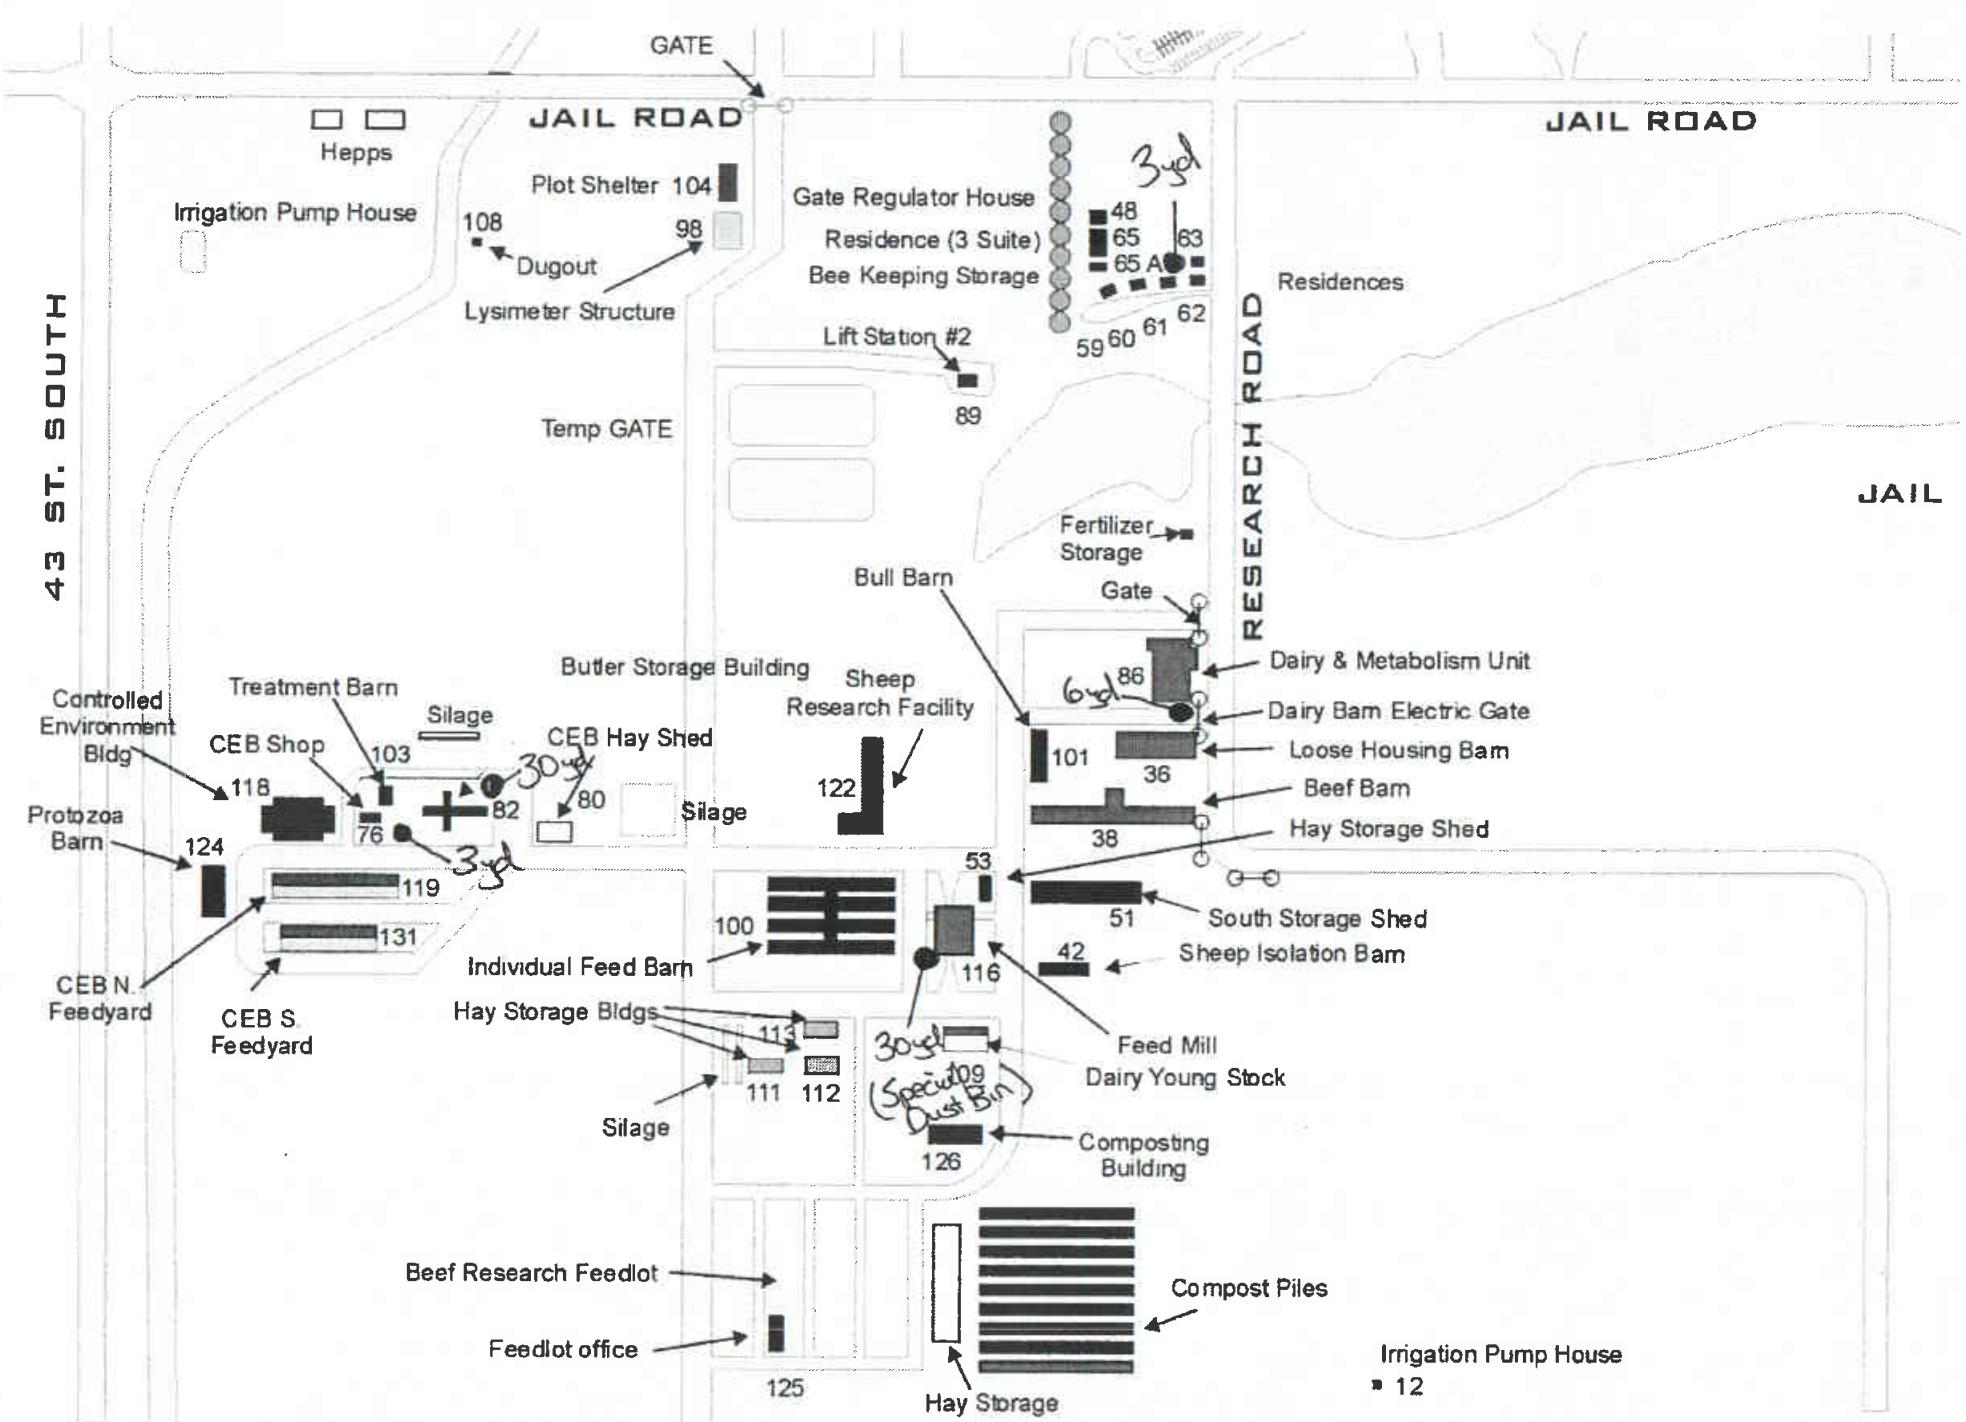 GATE
JAIL ROAD
JAIL ROAD
Hepps
3yd
Plot Shelter 104
Gate Regulator House
48
Irrigation Pump House
108
98
Residence (3 Suite)
65
63
Dugout
Bee Keeping Storage
65 A
Residences
Lysimeter Structure
62
61
60
59
Lift Station #2
43 ST. SOUTH
RESEARCH ROAD
89
Temp GATE
JAIL
Fertilizer
Storage
Bull Barn
Gate
Butler Storage Building
Sheep
Research Facility
86
Dairy & Metabolism Unit
Treatment Barn
Controlled
Environment
Bldg
6yd
Silage
Dairy Barn Electric Gate
CEB Shop
103
CEB Hay Shed
101
36
Loose Housing Barn
30yd
118
122
Beef Barn
82
80
Silage
Protozoa
Barn
76
38
Hay Storage Shed
124
3yd
53
119
100
51
South Storage Shed
131
42
Sheep Isolation Barn
Individual Feed Barn
116
CEB N.
Feedyard
Hay Storage Bldgs
CEB S.
Feedyard
113
30yd
Feed Mill
109
Dairy Young Stock
111
112
(Special
Dust Bin)
Silage
Composting
Building
126
Beef Research Feedlot
Compost Piles
Feedlot office
Irrigation Pump House
12
125
Hay Storage